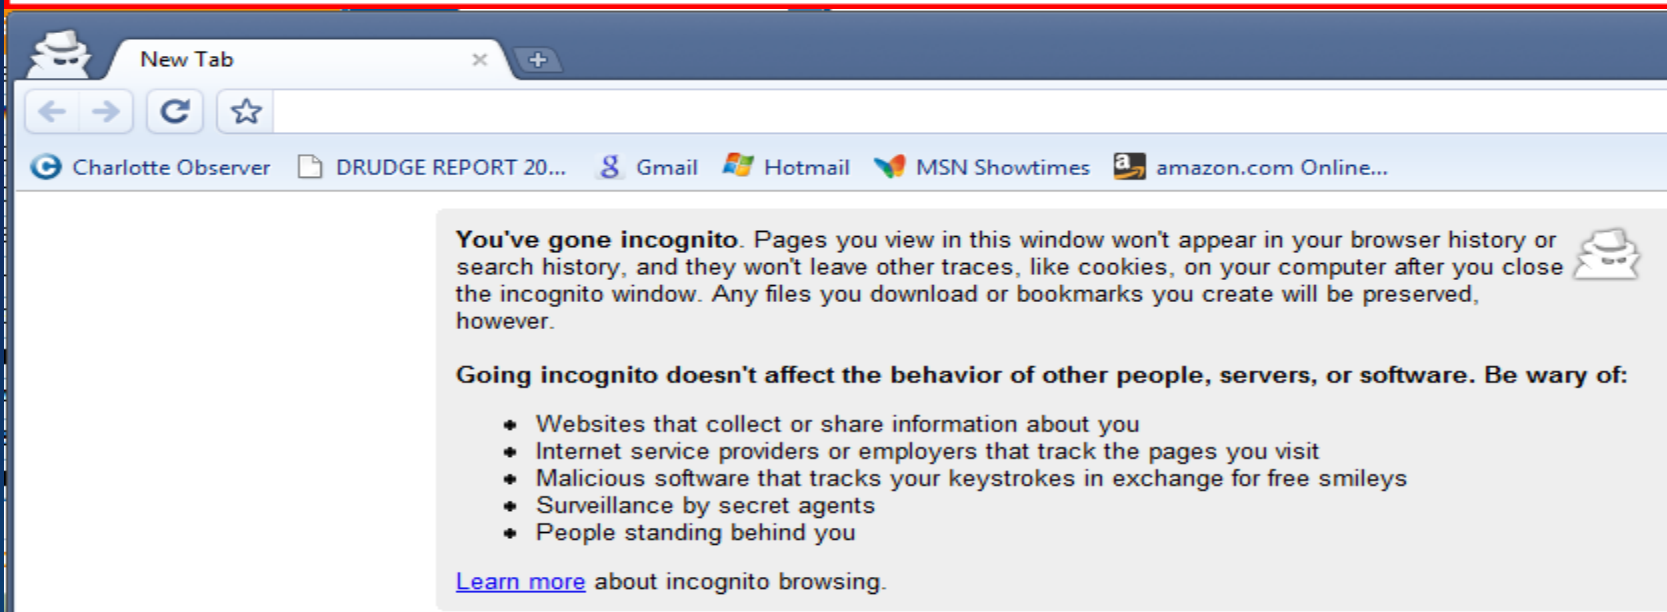 New Tab
Charlotte Observer DRUDGE REPORT 20... Gmail Hotmail MSN Showtimes amazon.com Online...
You've gone incognito. Pages you view in this window won't appear in your browser history or
search history, and they won't leave other traces, like cookies, on your computer after you close
the incognito window. Any files you download or bookmarks you create will be preserved,
however.
Going incognito doesn't affect the behavior of other people, servers, or software. Be wary of:
Websites that collect or share information about you
Internet service providers or employers that track the pages you visit
Malicious software that tracks your keystrokes in exchange for free smileys
Surveillance by secret agents
People standing behind you
Learn more about incognito browsing.